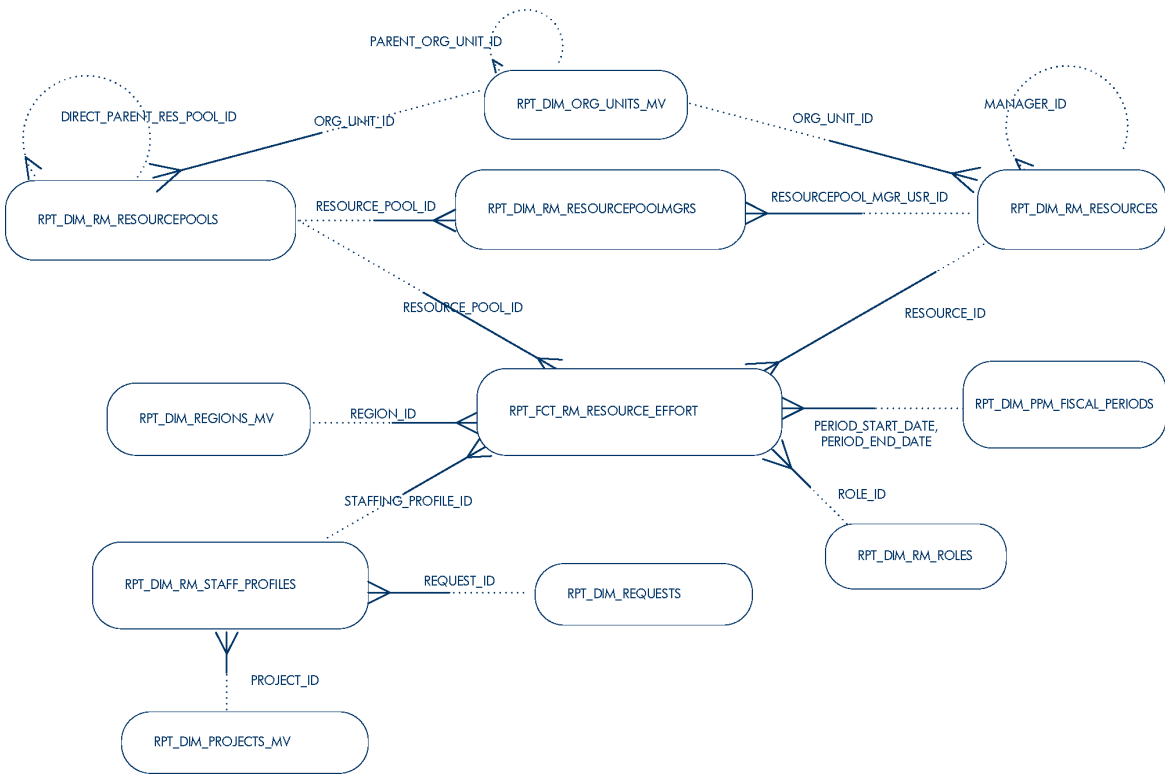 PARENT_ORG_UNIT_ID
RPT_DIM_ORG_UNITS_MV
DIRECT_PARENT_RES_POOL_ID
ORG_UNIT_ID
ORG_UNIT_ID
MANAGER_ID
RPT_DIM_RM_RESOURCEPOOLS
RESOURCE_POOL_ID
RPT_DIM_RM_RESOURCEPOOLMGRS
RESOURCEPOOL_MGR_USR_ID
RPT_DIM_RM_RESOURCES
RESOURCE_POOL_ID
RESOURCE_ID
RPT_DIM_REGIONS_MV
REGION_ID
RPT_FCT_RM_RESOURCE_EFFORT
PERIOD_START_DATE,
PERIOD_END_DATE
RPT_DIM_PPM_FISCAL_PERIODS
STAFFING_PROFILE_ID
ROLE_ID
RPT_DIM_RM_ROLES
RPT_DIM_RM_STAFF_PROFILES
REQUEST_ID
RPT_DIM_REQUESTS
PROJECT_ID
RPT_DIM_PROJECTS_MV